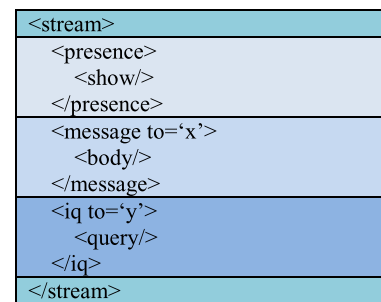 <stream>
<presence>
<show/>
</presence>
<message to=‘x’>
<body/>
</message>
<iq to=‘y’>
<query/>
</iq>
</stream>